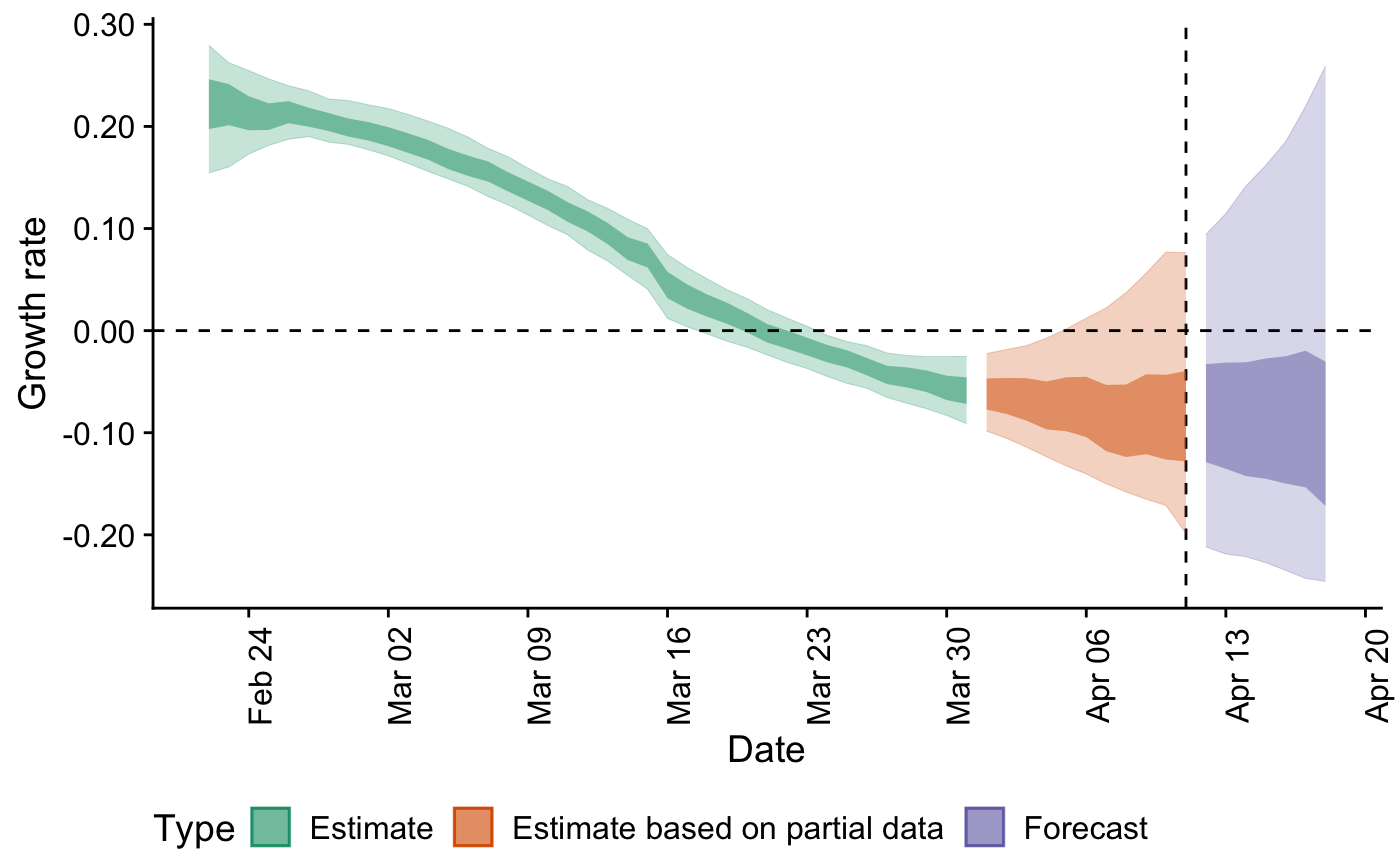 0.30
0.20
0.10
0.00
-0.10
-0.20
Growth rate
Feb 24
Mar 02
Mar 09
Mar 16
Mar 23
Mar 30
Apr 06
Apr 13
Apr 20
Date
Type Estimate Estimate based on partial data Forecast